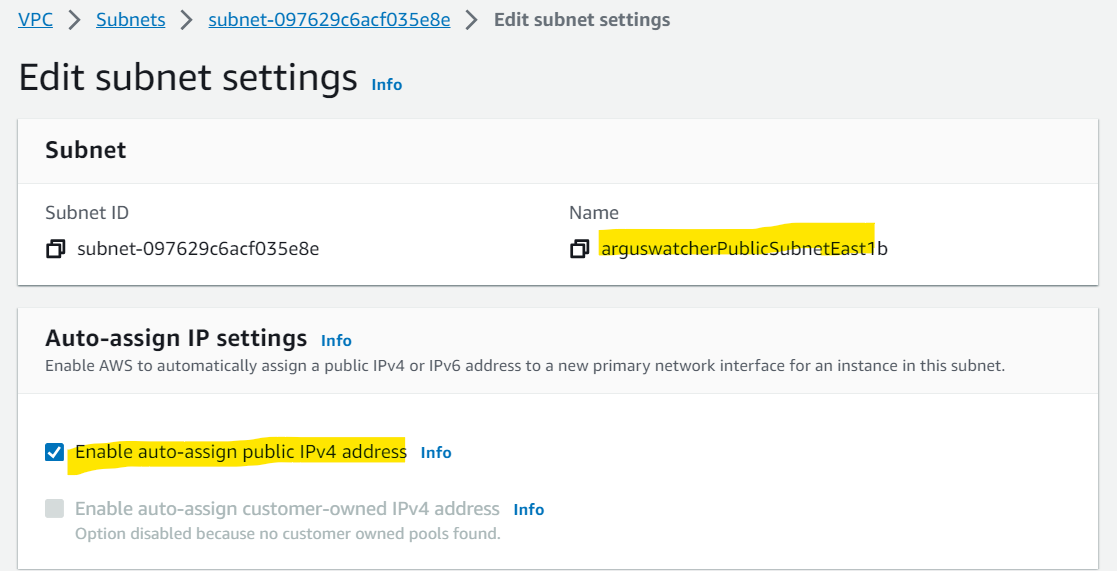 VPC > Subnets > subnet-097629c6acf035e8e > Edit subnet settings
Edit subnet settings Info
Subnet
Subnet ID
subnet-097629c6acf035e8e
Name
arguswatcherPublicSubnetEast1b
Auto-assign IP settings Info
Enable AWS to automatically assign a public IPv4 or IPv6 address to a new primary network interface for an instance in this subnet.
Enable auto-assign public IPv4 address Info
Enable auto-assign customer-owned IPv4 address Info
Option disabled because no customer owned pools found.